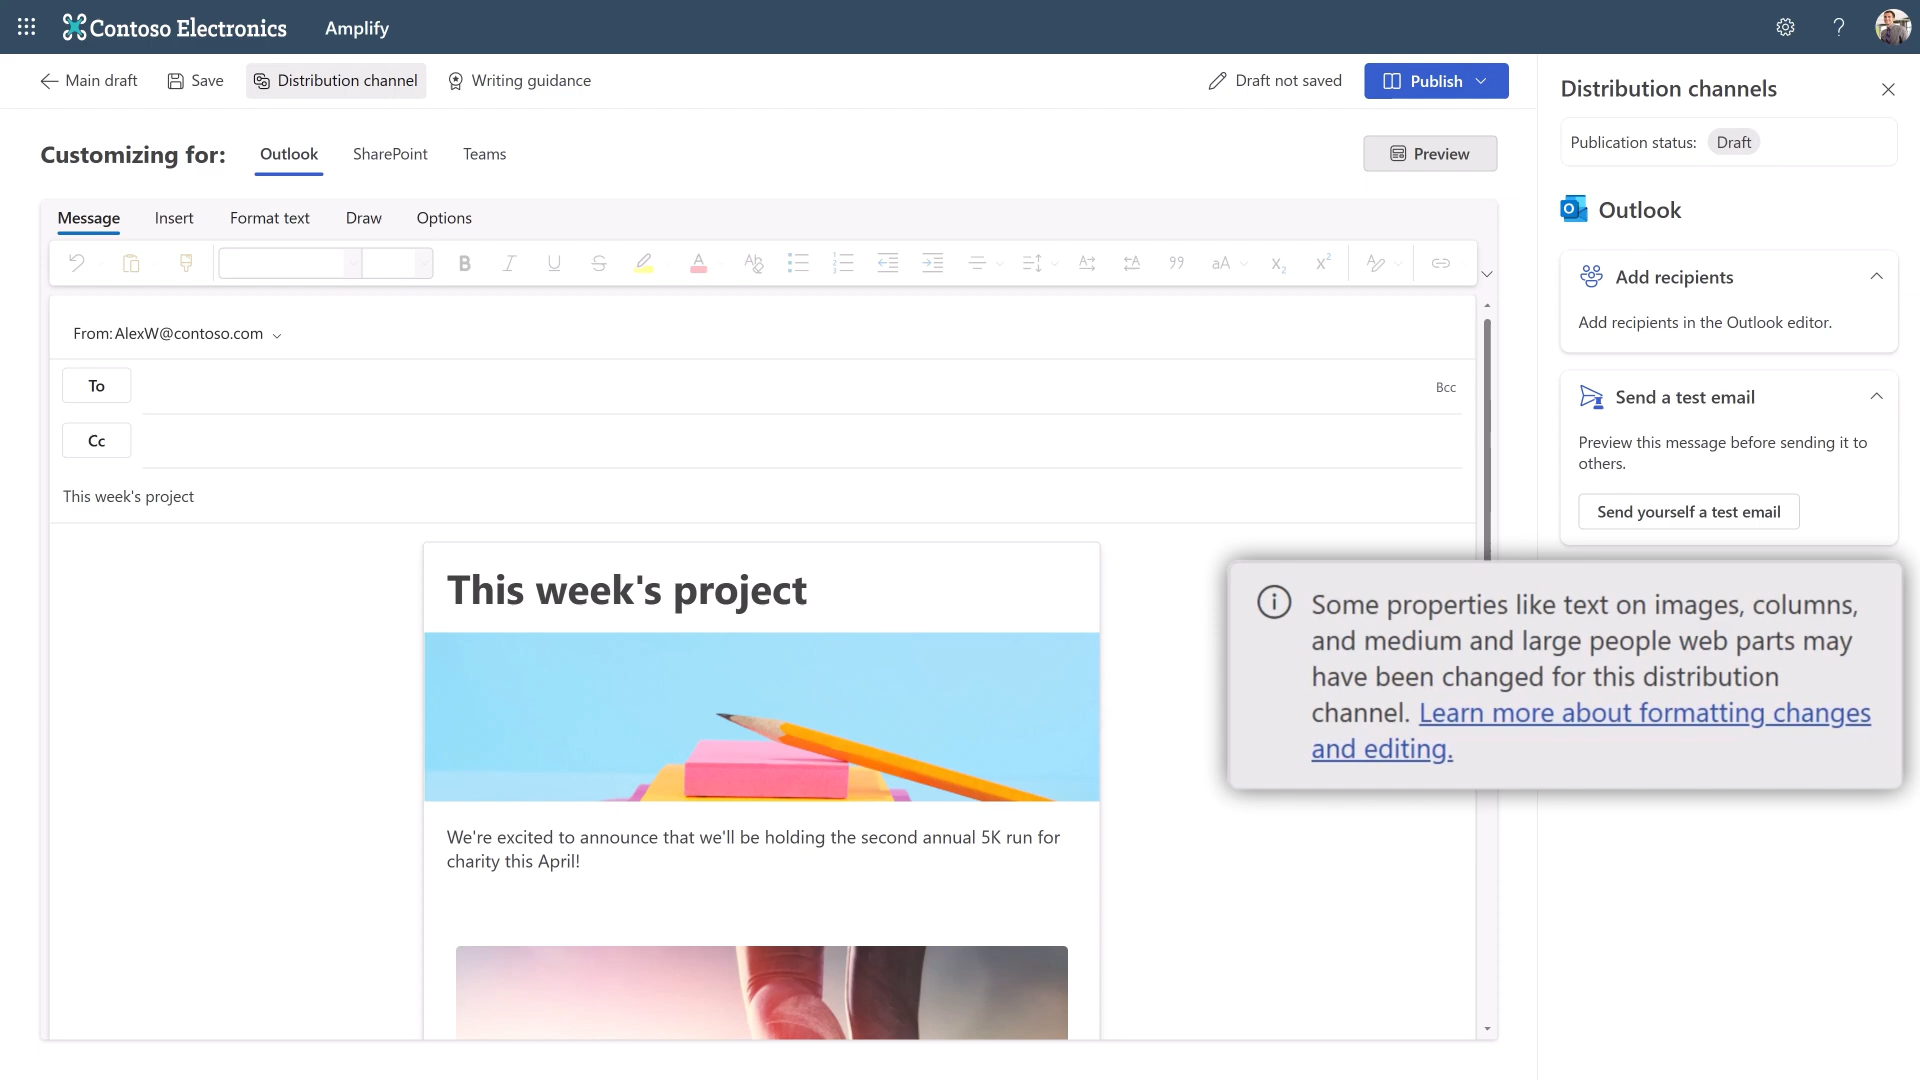 Contoso Electronics
Amplify
Main draft
Save
Distribution channel
Writing guidance
Draft not saved
Publish
Customizing for:
Outlook
SharePoint
Teams
Preview
Message
Insert
Format text
Draw
Options
From: AlexW@contoso.com
To
Bcc
Cc
This week's project
This week's project
We're excited to announce that we'll be holding the second annual 5K run for
charity this April!
Distribution channels
Publication status: Draft
Outlook
Add recipients
Add recipients in the Outlook editor.
Send a test email
Preview this message before sending it to
others.
Send yourself a test email
Some properties like text on images, columns,
and medium and large people web parts may
have been changed for this distribution
channel. Learn more about formatting changes
and editing.